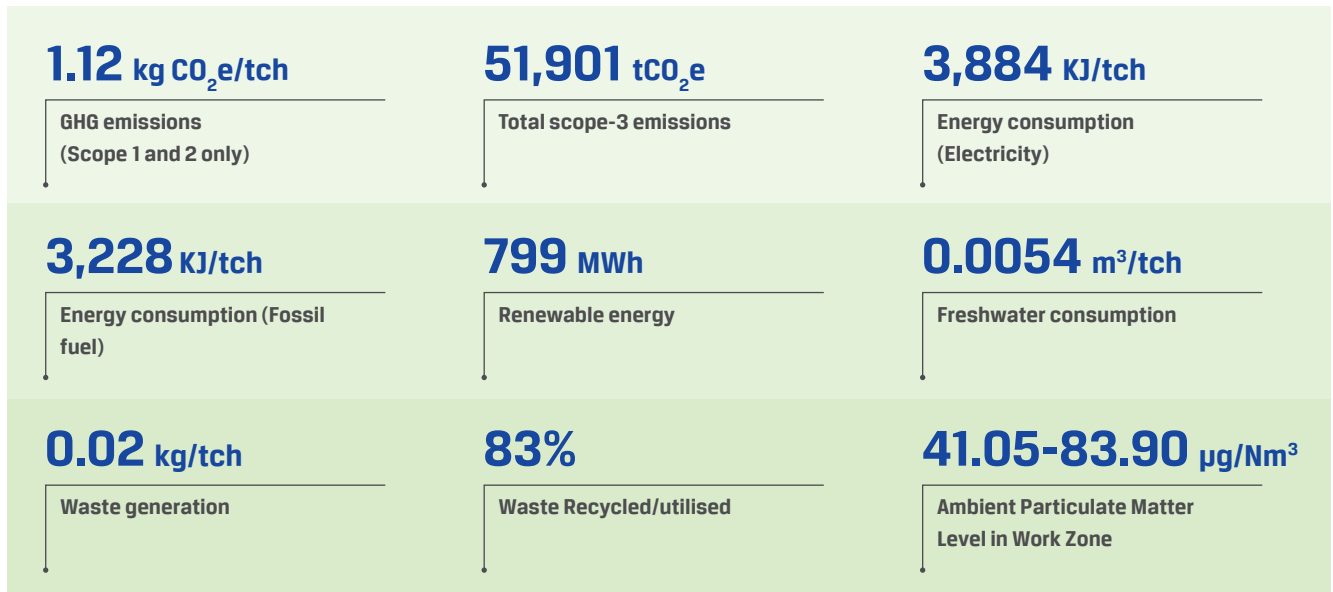 1.12 kg CO₂e/tch
GHG emissions
(Scope 1 and 2 only)
51,901 tCO₂e
Total scope-3 emissions
3,884 KJ/tch
Energy consumption
(Electricity)
3,228 KJ/tch
Energy consumption (Fossil
fuel)
799 MWh
Renewable energy
0.0054 m³/tch
Freshwater consumption
0.02 kg/tch
Waste generation
83%
Waste Recycled/utilised
41.05-83.90 µg/Nm³
Ambient Particulate Matter
Level in Work Zone